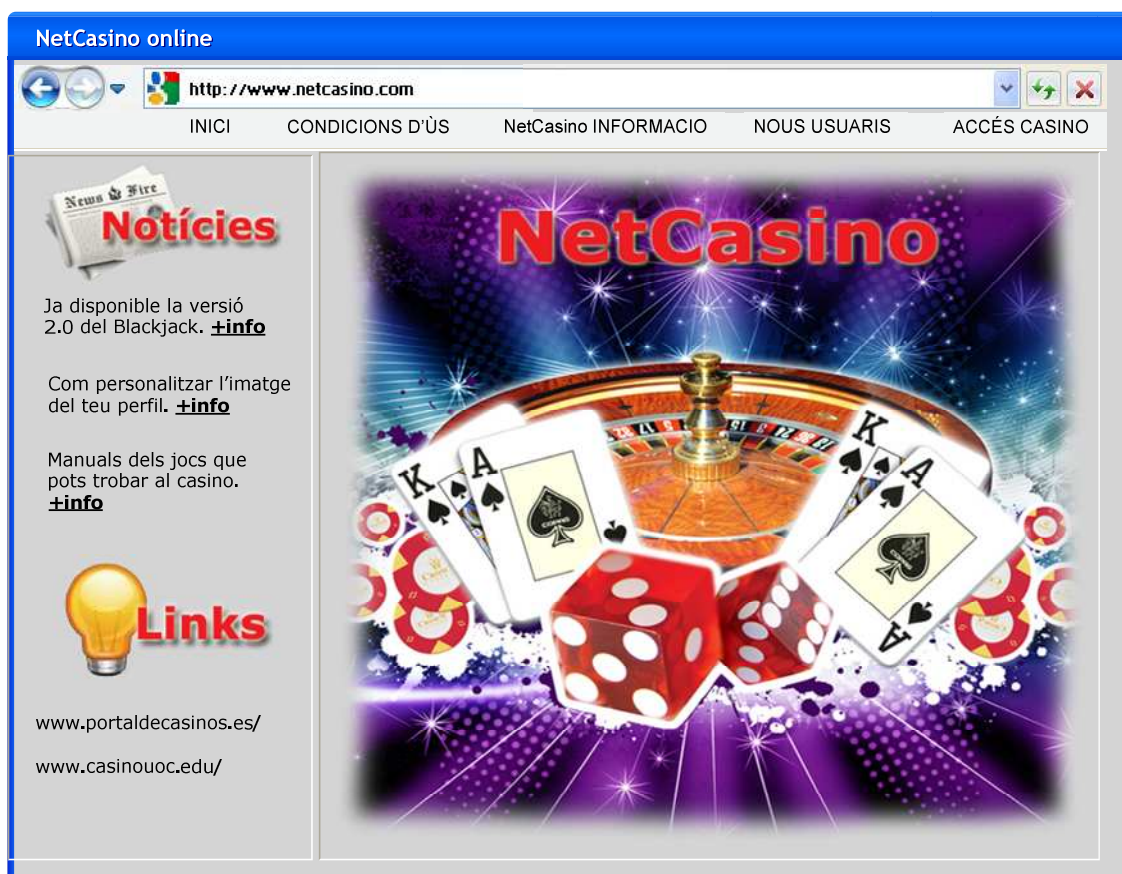 NetCasino online
http://www.netcasino.com
INICI CONDICIONS D'ÙS NetCasino INFORMACIO NOUS USUARIS ACCÉS CASINO
News & Fire
Notícies
Ja disponible la versió
2.0 del Blackjack. +info
Com personalitzar l'imatge
del teu perfil. +info
Manuals dels jocs que
pots trobar al casino.
+info
Links
www.portaldecasinos.es/
www.casinouoc.edu/
NetCasino
K A
K A
A